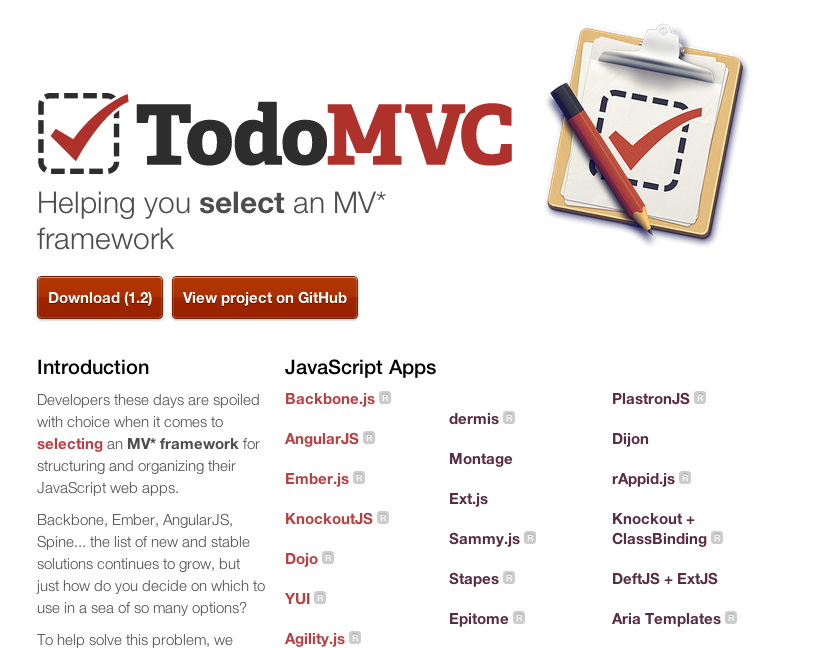 TodoMVC
Helping you select an MV*
framework
Download (1.2)
View project on GitHub
Introduction
Developers these days are spoiled
with choice when it comes to
selecting an MV* framework for
structuring and organizing their
JavaScript web apps.
Backbone, Ember, AngularJS,
Spine... the list of new and stable
solutions continues to grow, but
just how do you decide on which to
use in a sea of so many options?
To help solve this problem, we
JavaScript Apps
Backbone.js R
AngularJS R
Ember.js R
KnockoutJS R
Dojo R
YUI R
Agility.js R
dermis R
Montage
Ext.js
Sammy.js R
Stapes R
Epitome R
PlastronJS R
Dijon
rAppid.js R
Knockout +
ClassBinding R
DeftJS + ExtJS
Aria Templates R